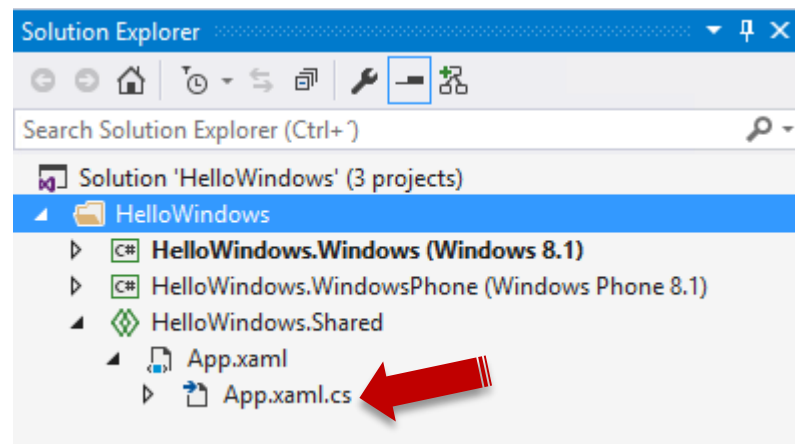 Solution Explorer
Search Solution Explorer (Ctrl+´)
Solution 'HelloWindows' (3 projects)
HelloWindows
C# HelloWindows.Windows (Windows 8.1)
C# HelloWindows.WindowsPhone (Windows Phone 8.1)
HelloWindows.Shared
App.xaml
App.xaml.cs